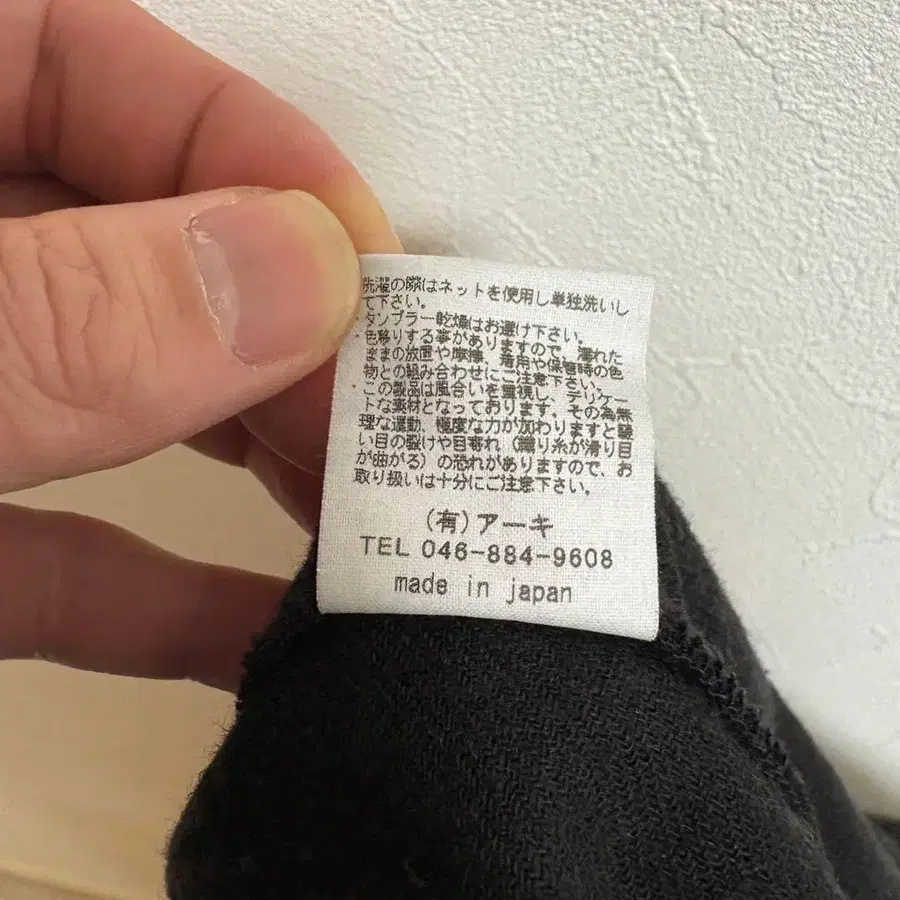 洗濯の際はネットを使用し単独洗いし
て下さい。
・タンブラー乾燥はお避け下さい。
・色移りする事がありますので、濡れた
ままの放置や摩擦、着用や保管時の色
物との組み合わせにご注意下さい。
・この製品は風合いを重視し、デリケー
トな素材となっております。その為無
理な運動、極度な力が加わりますと縫
い目の裂けや目寄れ（織り糸が滑り目
が曲がる）の恐れがありますので、お
取り扱いは十分にご注意下さい。
(有)アーキ
TEL 046-884-9608
made in japan